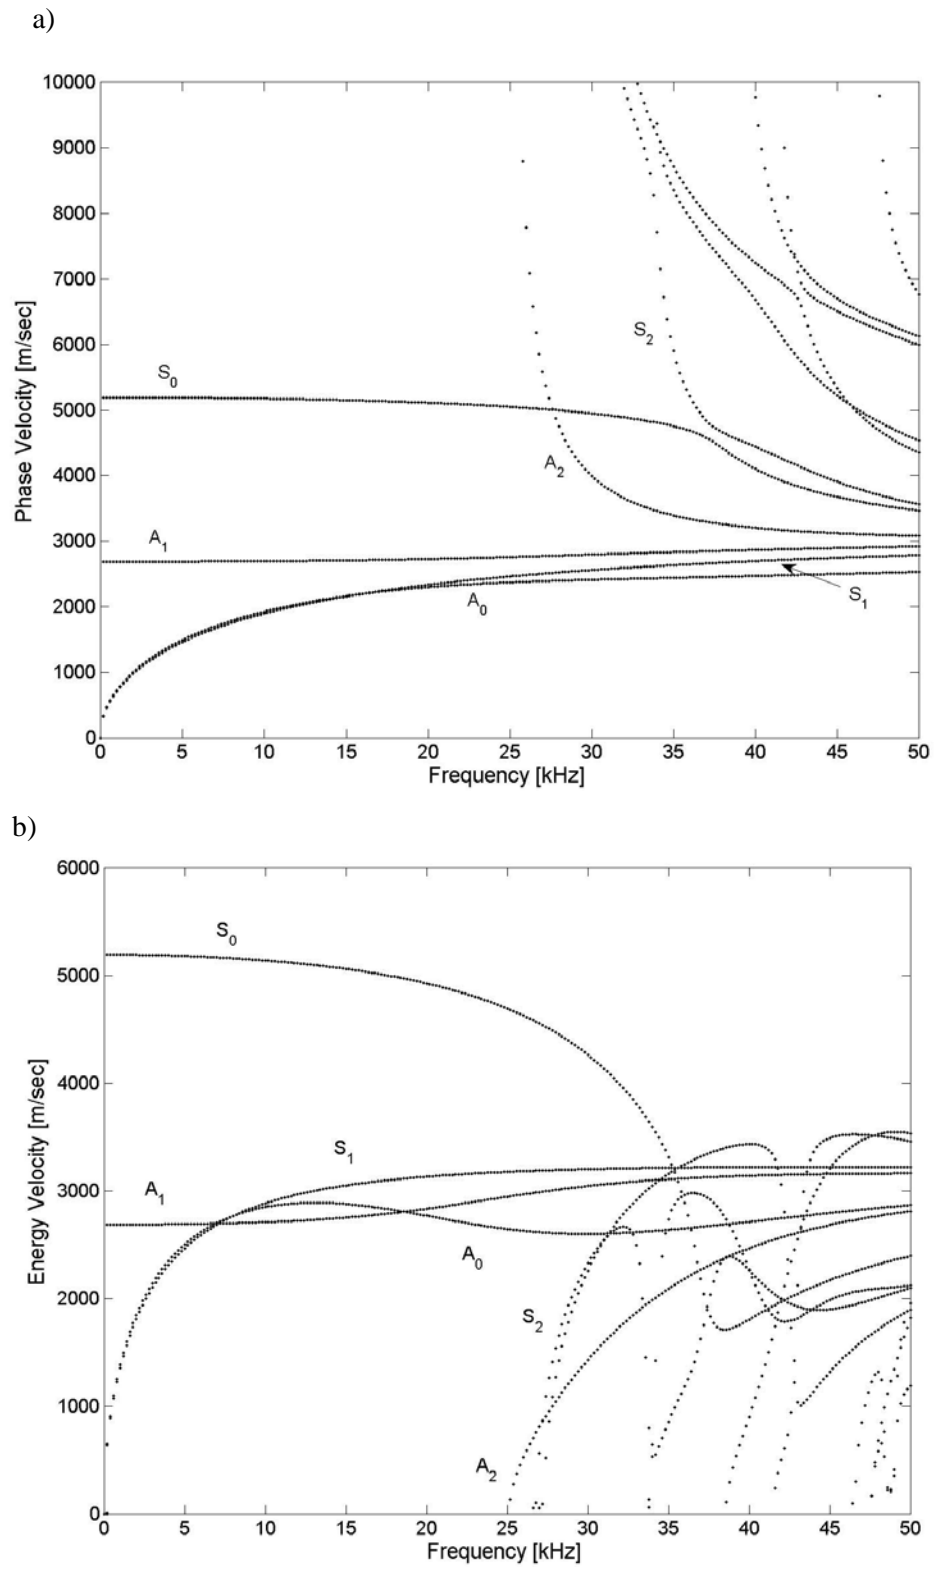 a)
10000
9000
8000
7000
6000
5000
4000
3000
2000
1000
0
Phase Velocity [m/sec]
S2
S0
A2
A1
S1
A0
0 5 10 15 20 25 30 35 40 45 50
Frequency [kHz]
b)
6000
5000
4000
3000
2000
1000
0
Energy Velocity [m/sec]
S0
S1
A1
A0
S2
A2
0 5 10 15 20 25 30 35 40 45 50
Frequency [kHz]